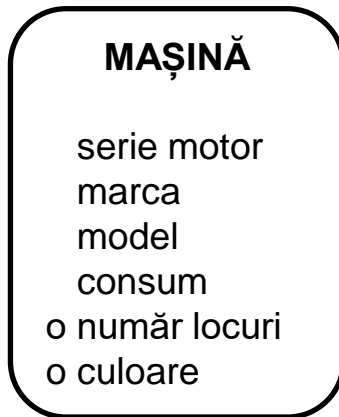 MAȘINĂ
serie motor
marca
model
consum
o număr locuri
o culoare